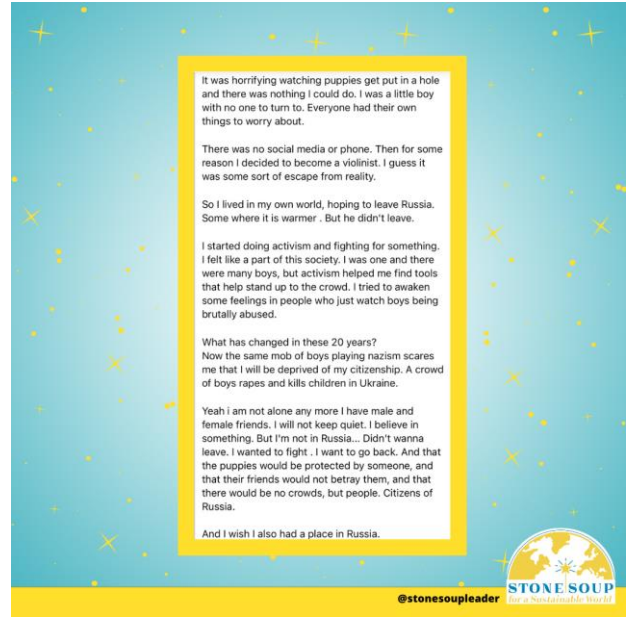 It was horrifying watching puppies get put in a hole
and there was nothing I could do. I was a little boy
with no one to turn to. Everyone had their own
things to worry about.
There was no social media or phone. Then for some
reason I decided to become a violinist. I guess it
was some sort of escape from reality.
So I lived in my own world, hoping to leave Russia.
Some where it is warmer . But he didn't leave.
I started doing activism and fighting for something.
I felt like a part of this society. I was one and there
were many boys, but activism helped me find tools
that help stand up to the crowd. I tried to awaken
some feelings in people who just watch boys being
brutally abused.
What has changed in these 20 years?
Now the same mob of boys playing nazism scares
me that I will be deprived of my citizenship. A crowd
of boys rapes and kills children in Ukraine.
Yeah i am not alone any more I have male and
female friends. I will not keep quiet. I believe in
something. But I'm not in Russia... Didn't wanna
leave. I wanted to fight . I want to go back. And that
the puppies would be protected by someone, and
that their friends would not betray them, and that
there would be no crowds, but people. Citizens of
Russia.
And I wish I also had a place in Russia.
@stonesoupleader
STONE SOUP
for a Sustainable World